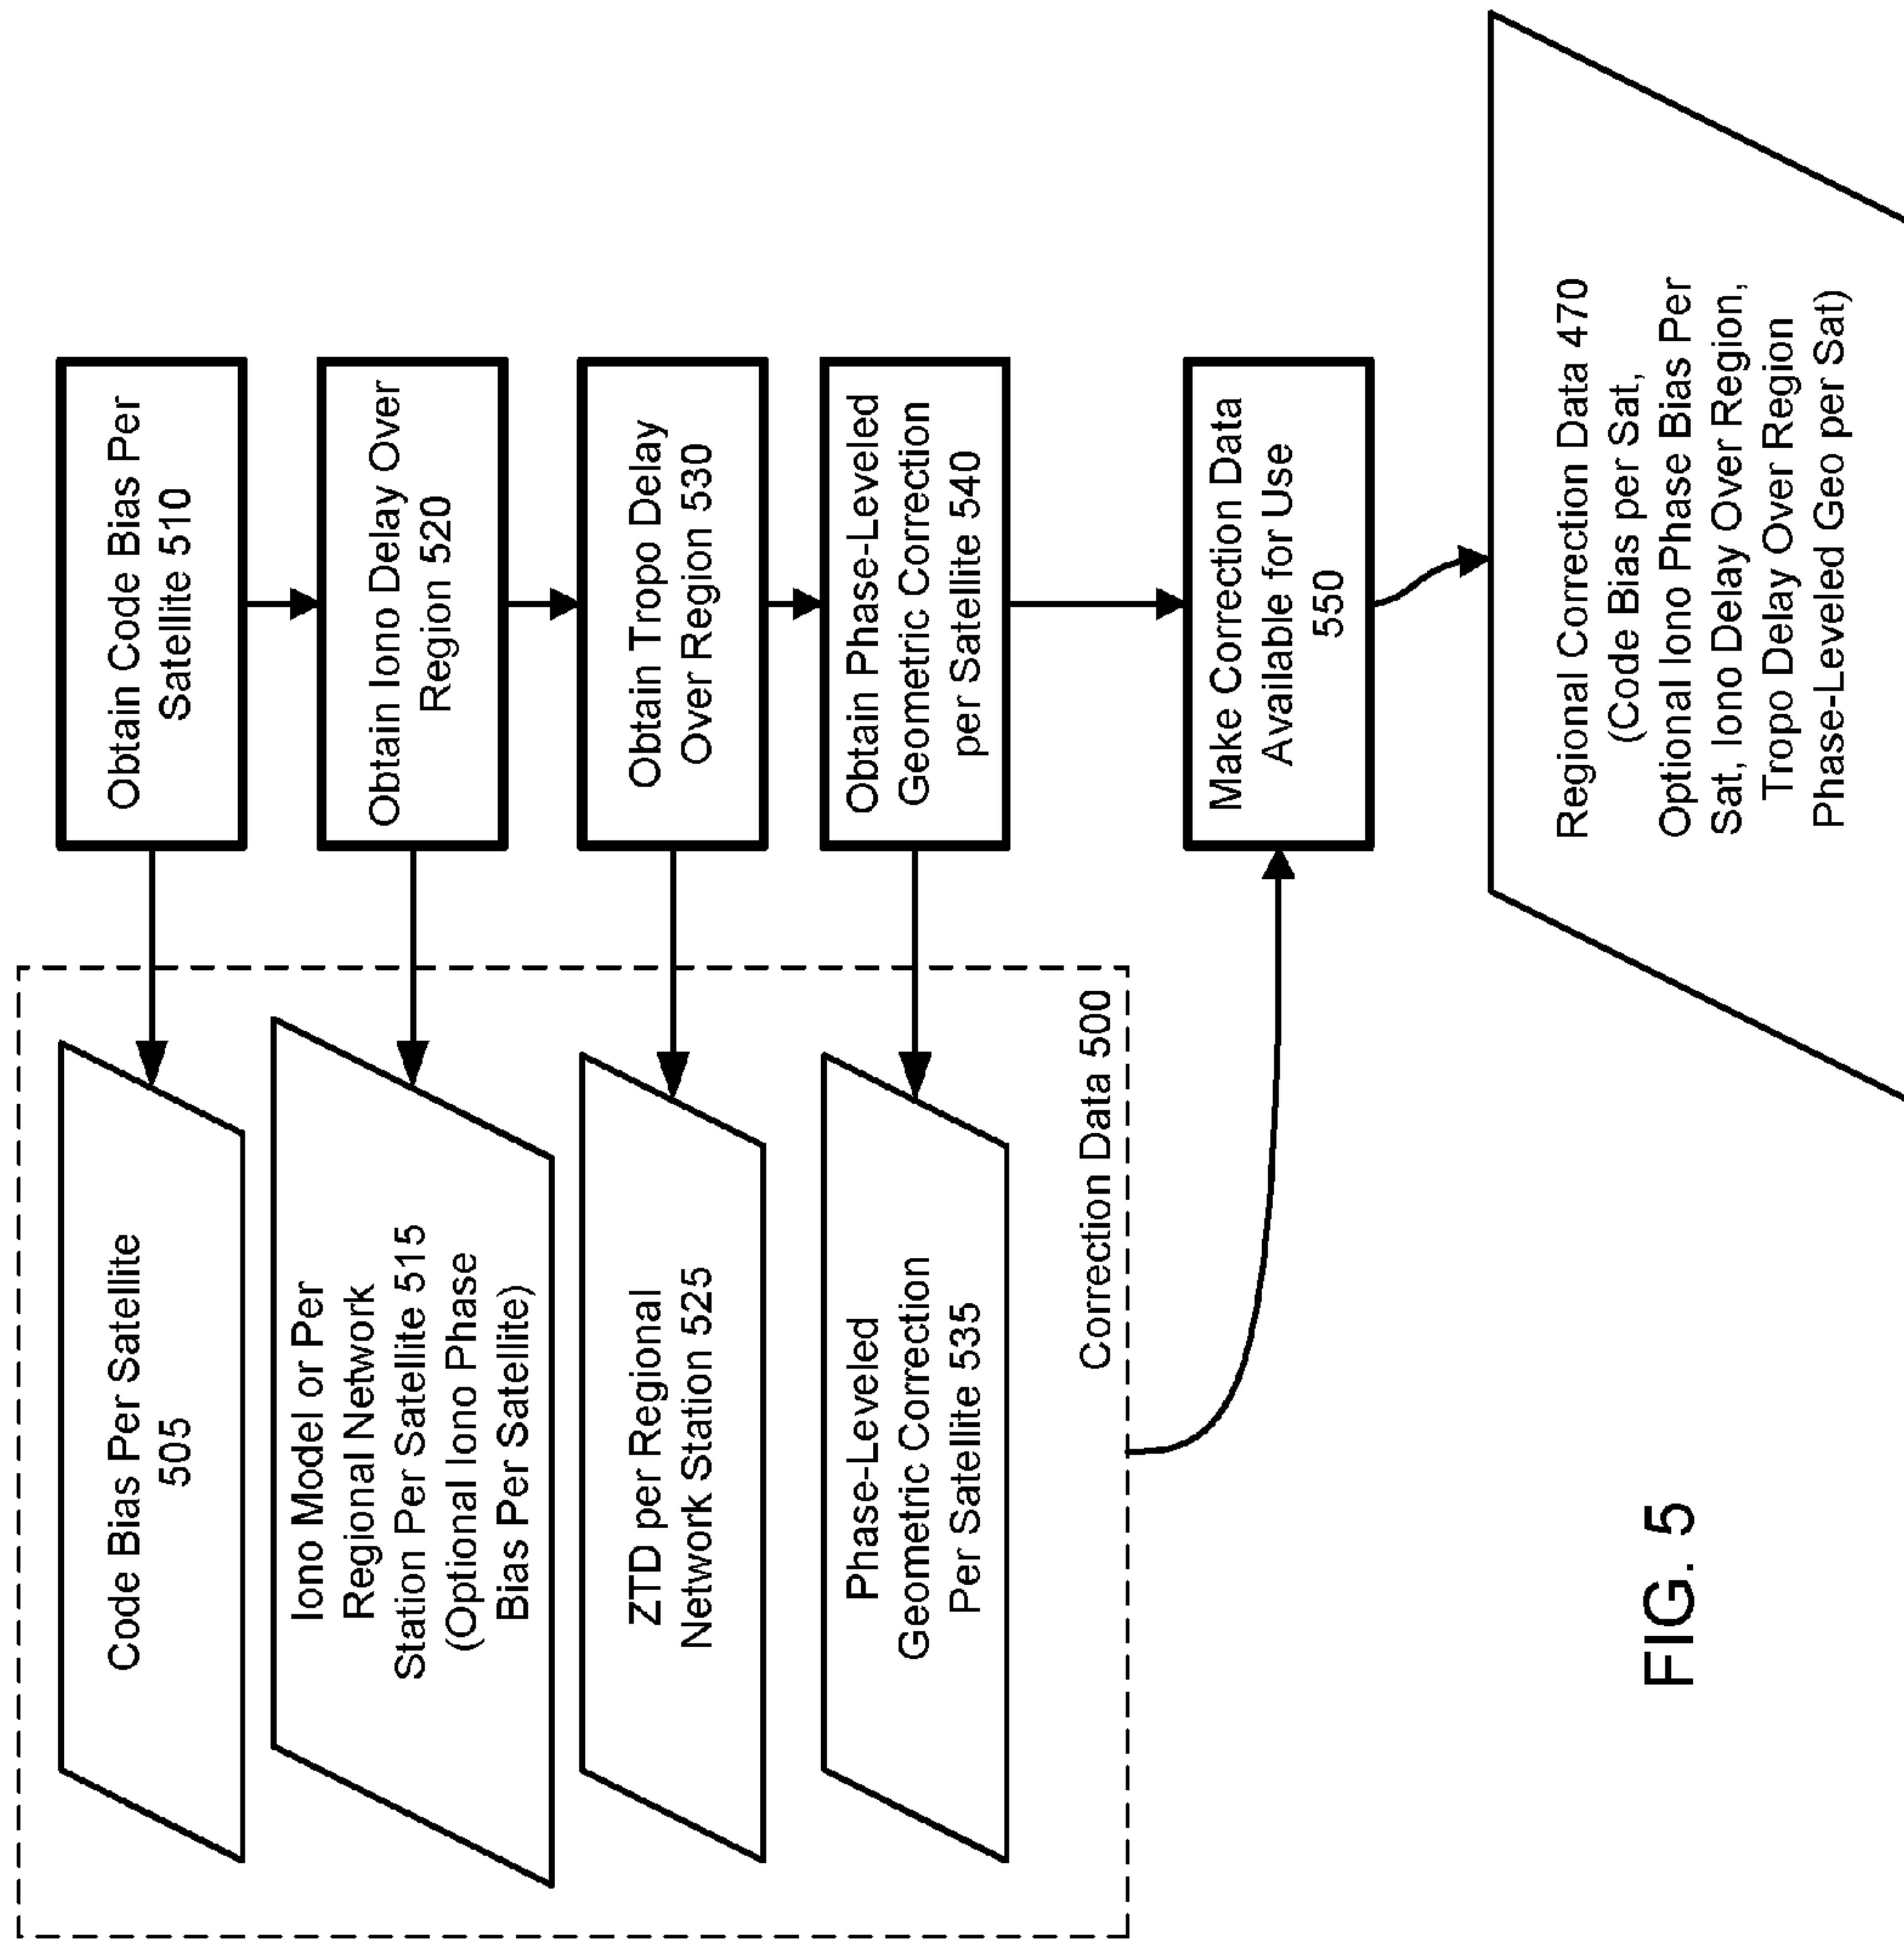 Obtain Code Bias Per
Satellite 510
Code Bias Per Satellite
505
Obtain Iono Delay Over
Region 520
Iono Model or Per
Regional Network
Station Per Satellite 515
(Optional Iono Phase
Bias Per Satellite)
Obtain Tropo Delay
Over Region 530
ZTD per Regional
Network Station 525
Obtain Phase-Leveled
Geometric Correction
per Satellite 540
Phase-Leveled
Geometric Correction
Per Satellite 535
Correction Data 500
Make Correction Data
Available for Use
550
Regional Correction Data 470
(Code Bias per Sat,
Optional Iono Phase Bias Per
Sat, Iono Delay Over Region,
Tropo Delay Over Region
Phase-Leveled Geo per Sat)
FIG. 5